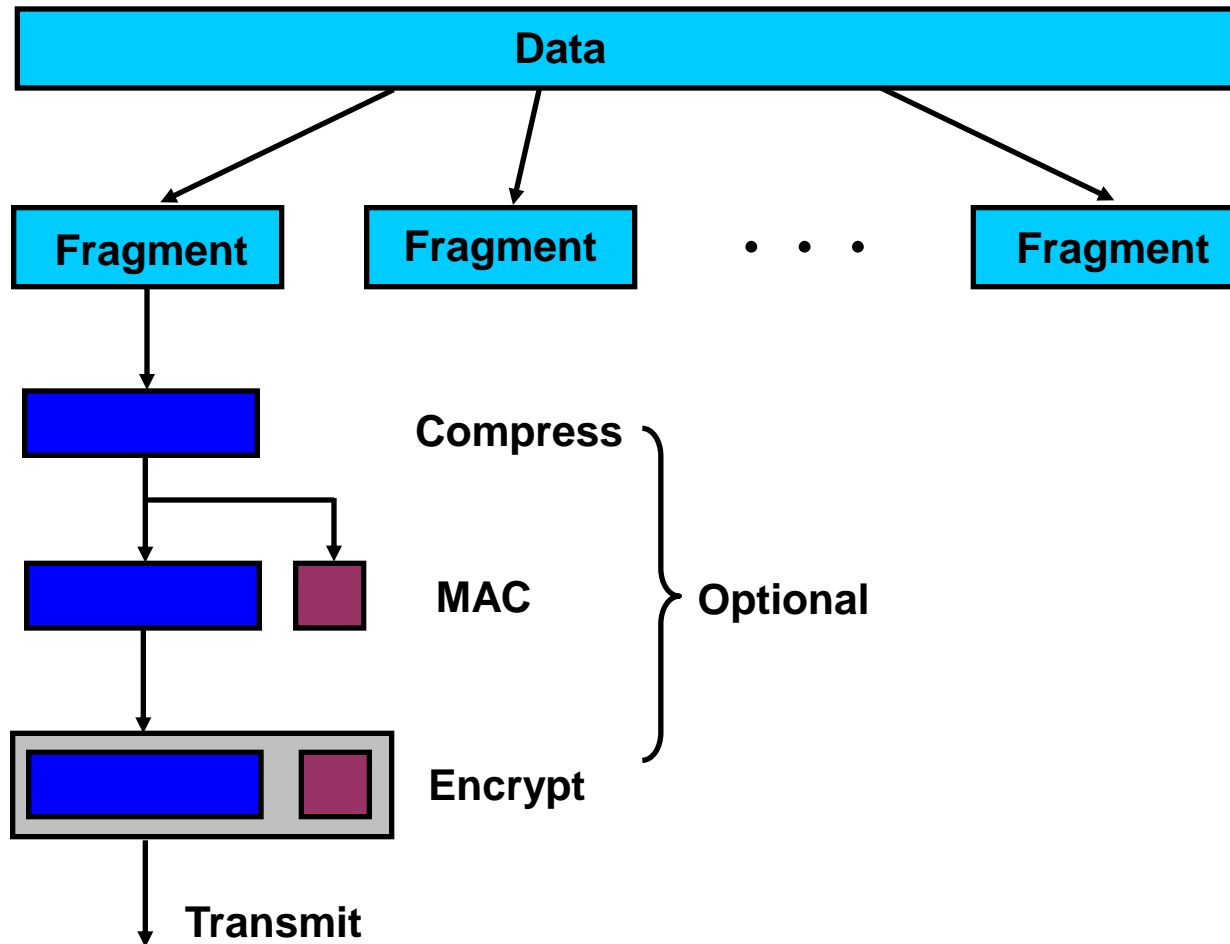 Data
Fragment
Fragment
. . .
Fragment
Compress
MAC
Optional
Encrypt
Transmit